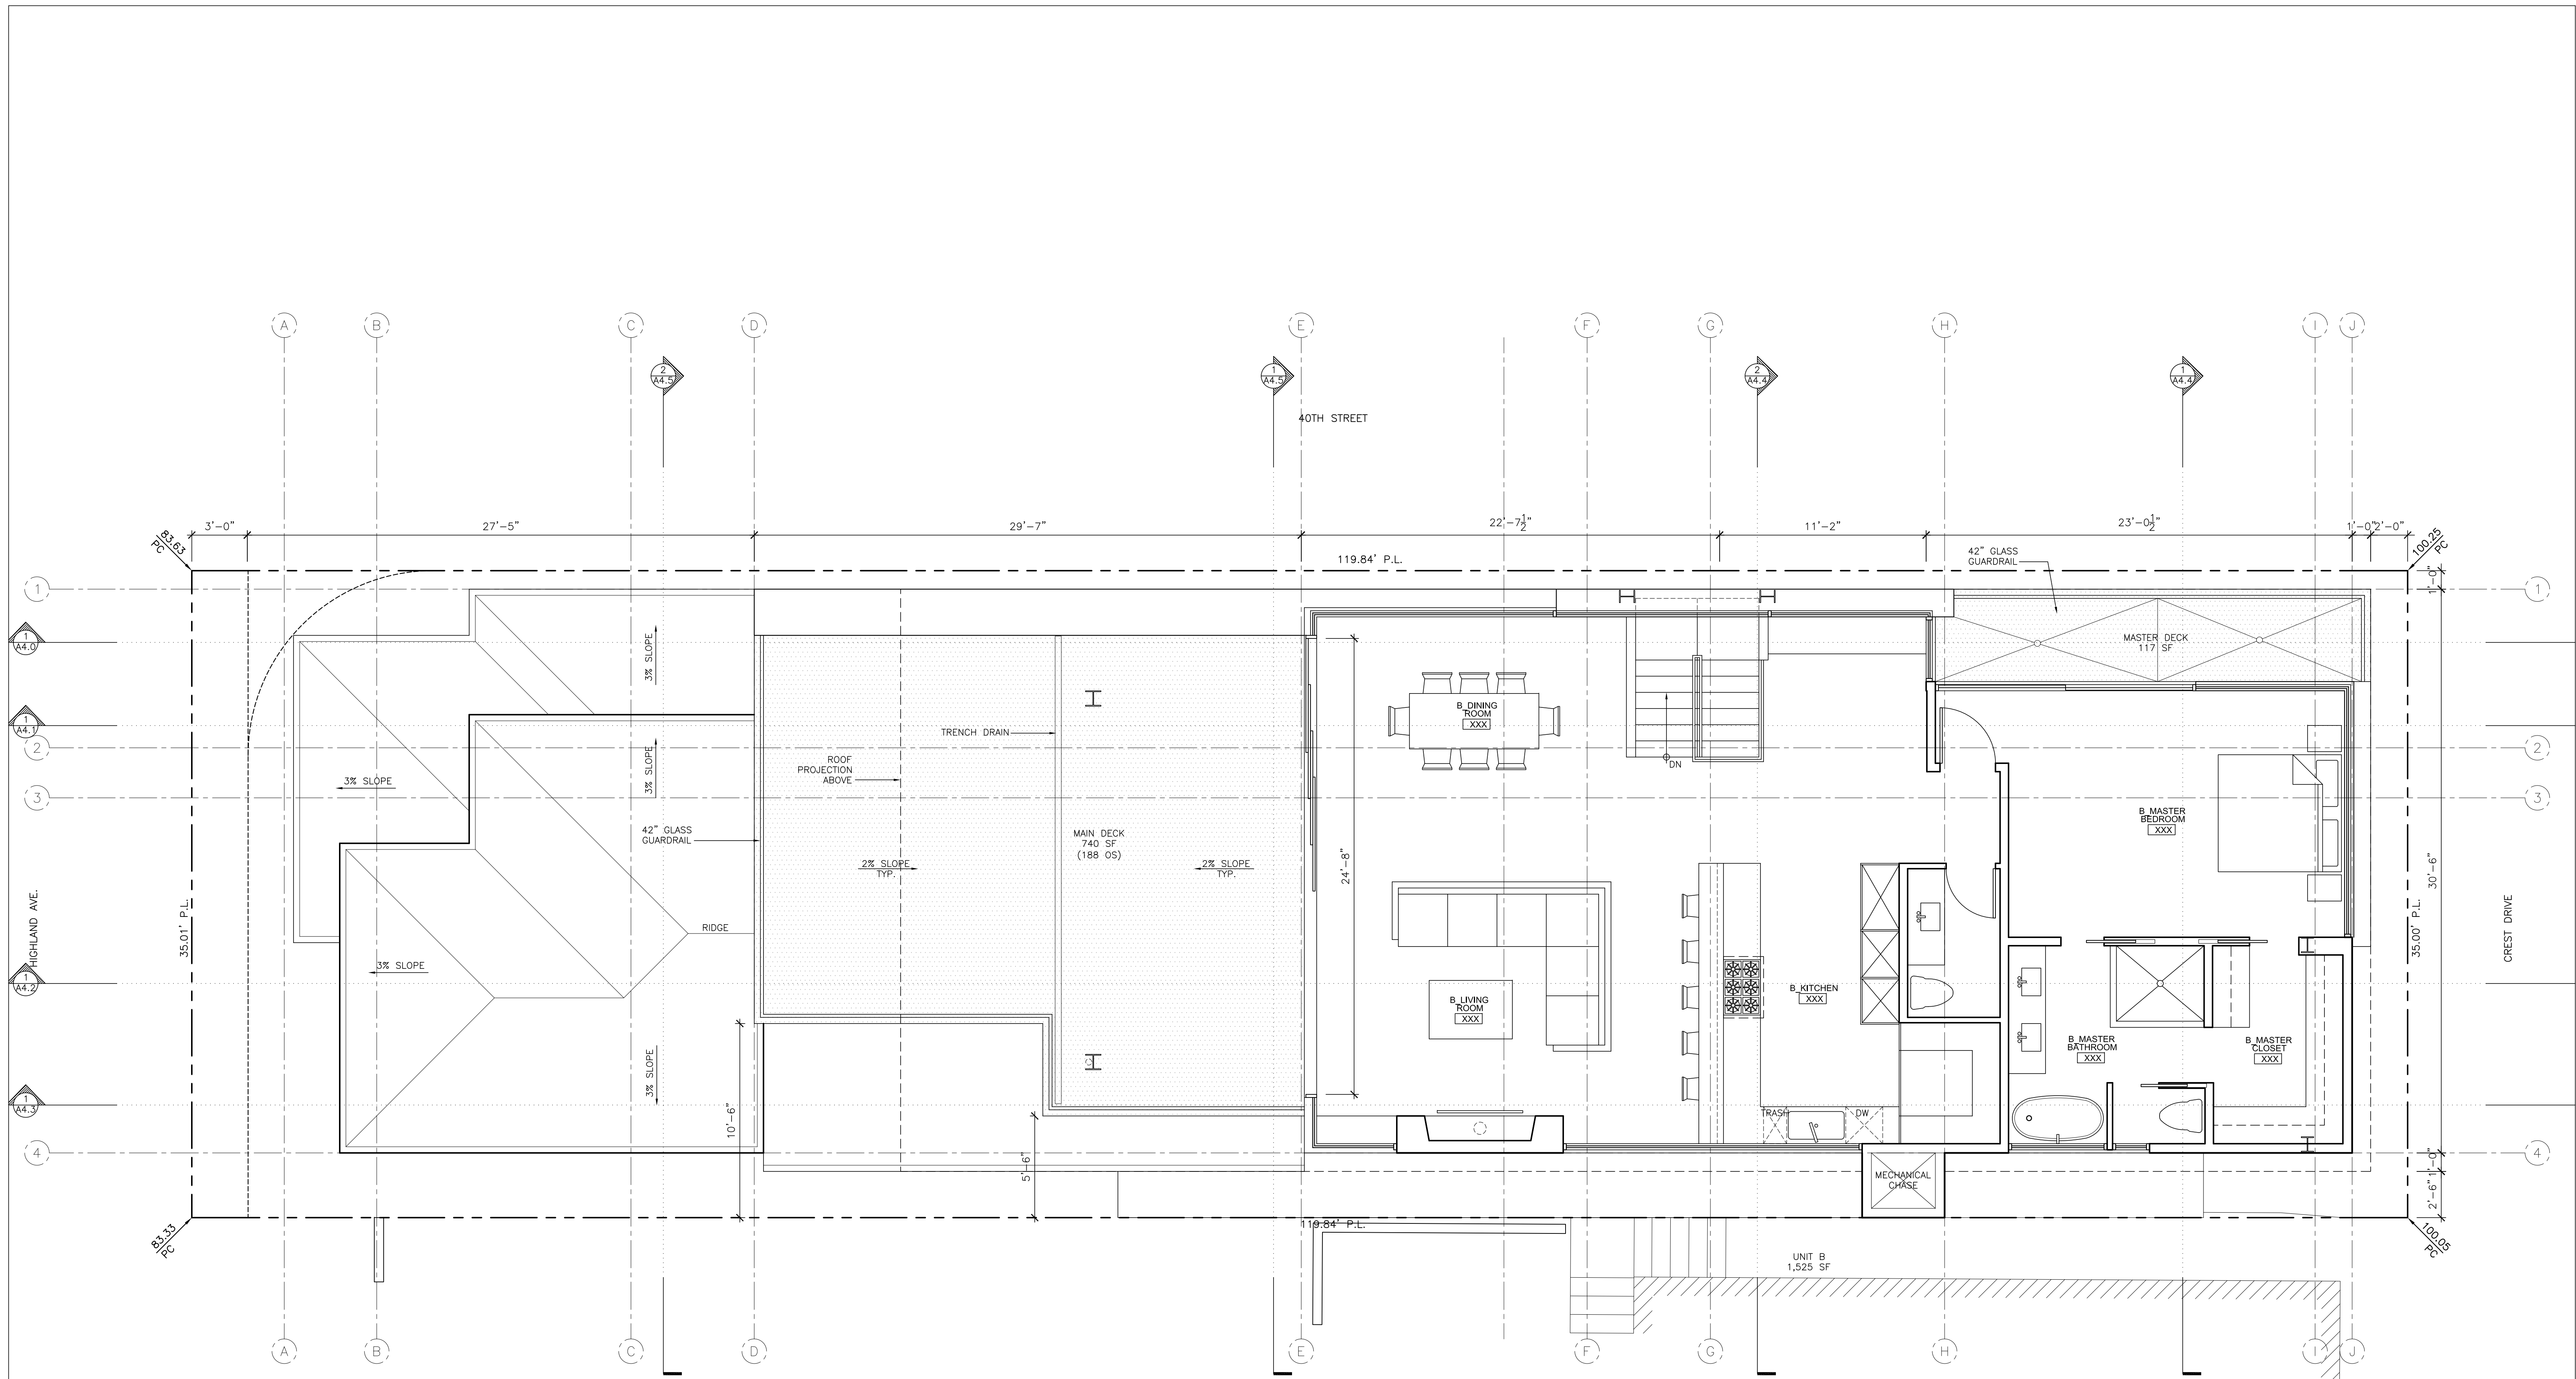 A
B
C
D
E
F
G
H
I
J
2
A4.5
1
A4.5
2
A4.4
1
A4.4
40TH STREET
3'-0"
27'-5"
29'-7"
22'-7 1/2"
11'-2"
23'-0 1/2"
1'-0"
2'-0"
83.63
PC
119.84' P.L.
42" GLASS
GUARDRAIL
100.25
PC
1
1'-0"
1
1
A4.0
3% SLOPE
MASTER DECK
117 SF
1
A4.1
B_DINING
ROOM
XXX
TRENCH DRAIN
2
3% SLOPE
ROOF
PROJECTION
ABOVE
DN
2
3% SLOPE
3
3
42" GLASS
GUARDRAIL
MAIN DECK
740 SF
(188 OS)
B_MASTER
BEDROOM
XXX
2% SLOPE
TYP.
2% SLOPE
TYP.
24'-8"
30'-6"
HIGHLAND AVE.
35.01' P.L.
RIDGE
35.00' P.L.
CREST DRIVE
3% SLOPE
1
A4.2
B_KITCHEN
XXX
B_LIVING
ROOM
XXX
B_MASTER
BATHROOM
XXX
B_MASTER
CLOSET
XXX
3% SLOPE
1
A4.3
10'-6"
5'-6"
TRASH
DW
4
4
1'-0"
2'-6"
MECHANICAL
CHASE
83.33
PC
119.84' P.L.
100.05
PC
UNIT B
1,525 SF
A
B
C
D
E
F
G
H
I
J